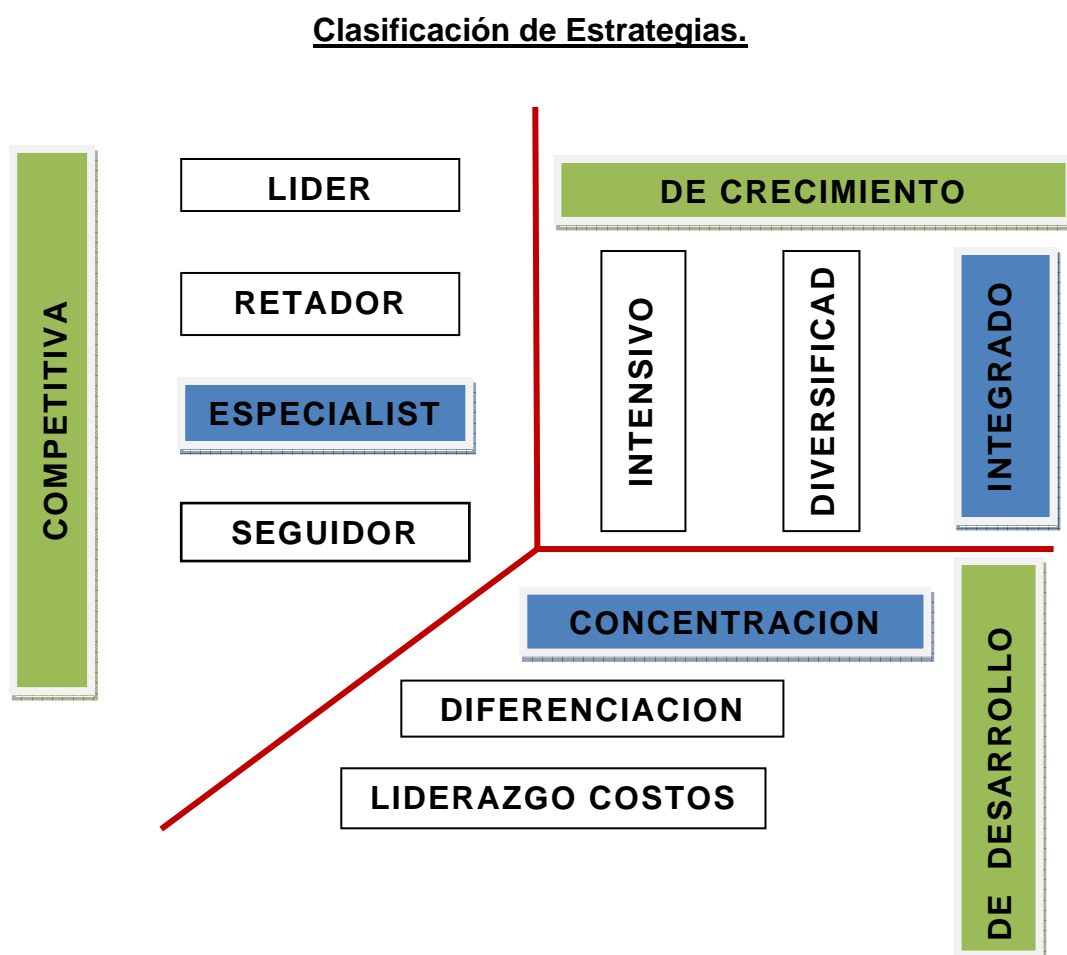 Clasificación de Estrategias.
COMPETITIVA
LIDER
RETADOR
ESPECIALIST
SEGUIDOR
DE CRECIMIENTO
INTENSIVO
DIVERSIFICAD
INTEGRADO
CONCENTRACION
DIFERENCIACION
LIDERAZGO COSTOS
DE DESARROLLO